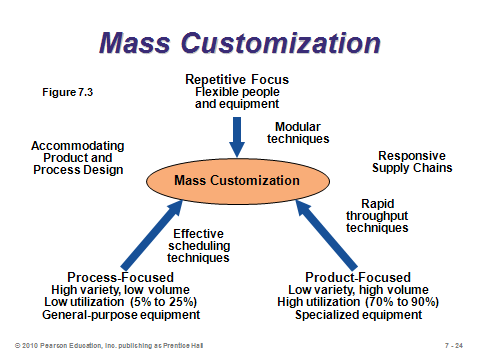 Mass Customization
Figure 7.3
Repetitive Focus
Flexible people
and equipment
Modular
techniques
Accommodating
Product and
Process Design
Responsive
Supply Chains
Mass Customization
Rapid
throughput
techniques
Effective
scheduling
techniques
Process-Focused
High variety, low volume
Low utilization (5% to 25%)
General-purpose equipment
Product-Focused
Low variety, high volume
High utilization (70% to 90%)
Specialized equipment
© 2010 Pearson Education, Inc. publishing as Prentice Hall
7 - 24